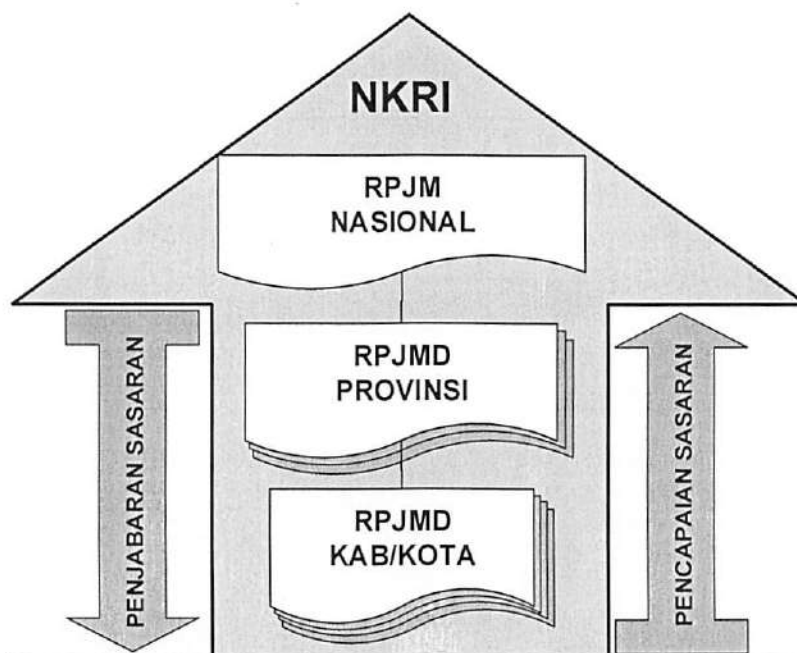 NKRI
RPJM
NASIONAL
RPJMD
PROVINSI
RPJMD
KAB/KOTA
PENJABARAN SASARAN
PENCAPAIAN SASARAN